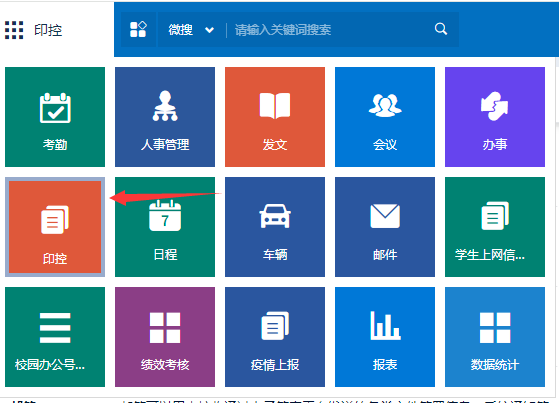 印控
微搜
请输入关键词搜索
考勤
人事管理
发文
会议
办事
印控
7
日程
车辆
邮件
学生上网信...
校园办公号...
绩效考核
疫情上报
报表
数据统计